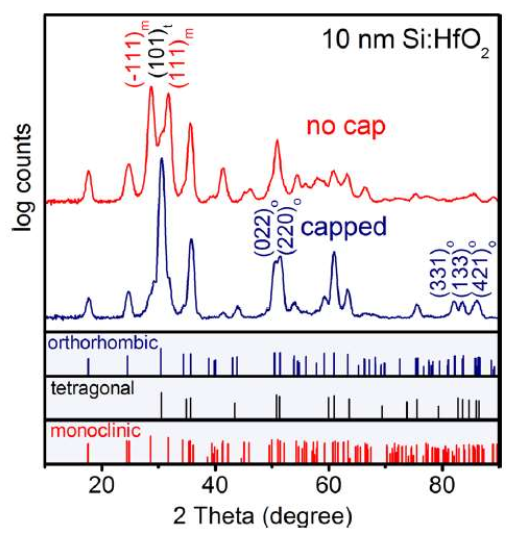 10 nm Si:HfO₂
(-111)ₘ
(101)ₜ
(111)ₘ
no cap
log counts
(022)ₒ
(220)ₒ
capped
(331)ₒ
(133)ₒ
(421)ₒ
orthorhombic
tetragonal
monoclinic
20 40 60 80
2 Theta (degree)